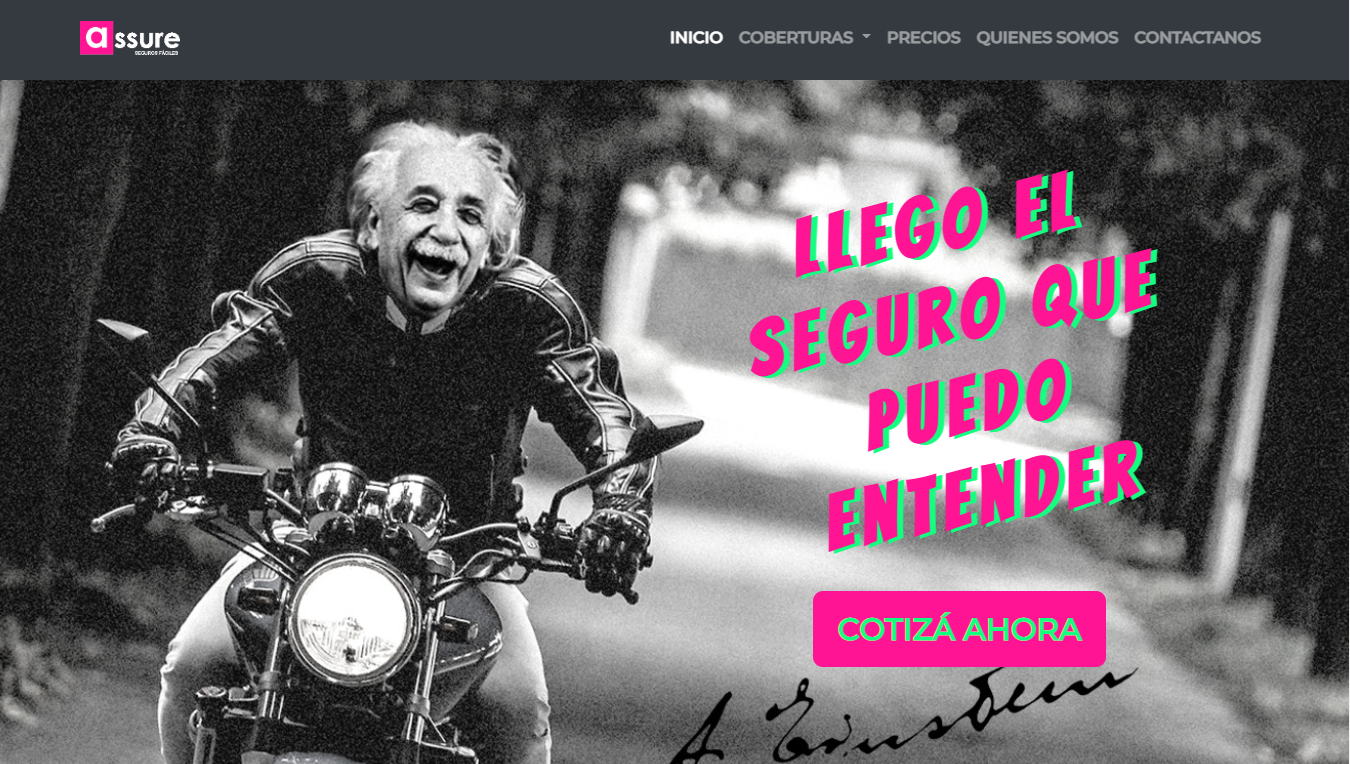 assure
SEGUROS FÁCILES
INICIO COBERTURAS PRECIOS QUIENES SOMOS CONTACTANOS
LLEGO EL
SEGURO QUE
PUEDO
ENTENDER
COTIZÁ AHORA
A. Einstein